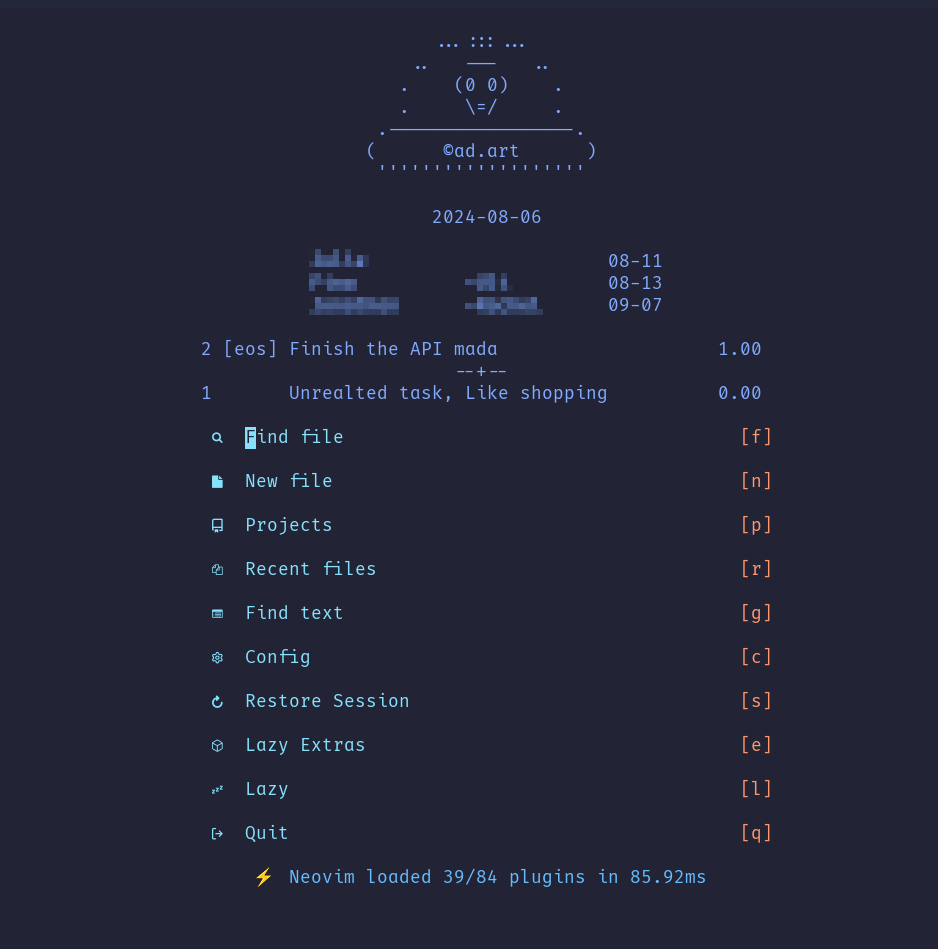 ... ::: ...
.. ___ ..
. (0 0) .
. \=/ .
._________________.
( ©ad.art )
'''''''''''''''''''
2024-08-06
08-11
08-13
09-07
2 [eos] Finish the API mada 1.00
--+--
1 Unrealted task, Like shopping 0.00
Find file [f]
New file [n]
Projects [p]
Recent files [r]
Find text [g]
Config [c]
Restore Session [s]
Lazy Extras [e]
Lazy [l]
Quit [q]
⚡ Neovim loaded 39/84 plugins in 85.92ms